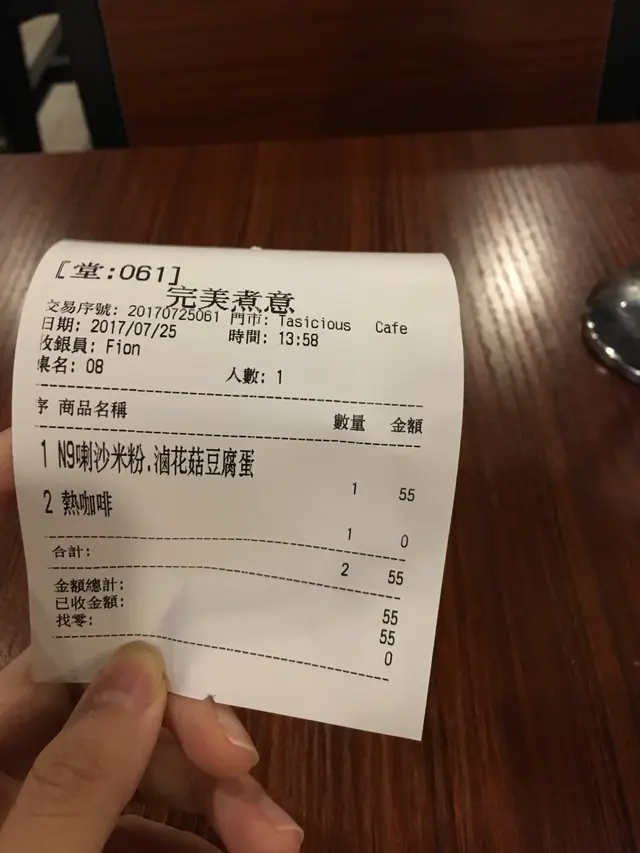 [堂:061]
完美煮意
交易序號: 20170725061 門市: Tasicious Cafe
日期: 2017/07/25 時間: 13:58
收銀員: Fion
桌名: 08 人數: 1
序 商品名稱 數量 金額
1 N9喇沙米粉.滷花菇豆腐蛋
1 55
2 熱咖啡
1 0
合計: 2 55
金額總計: 55
已收金額: 55
找零: 0